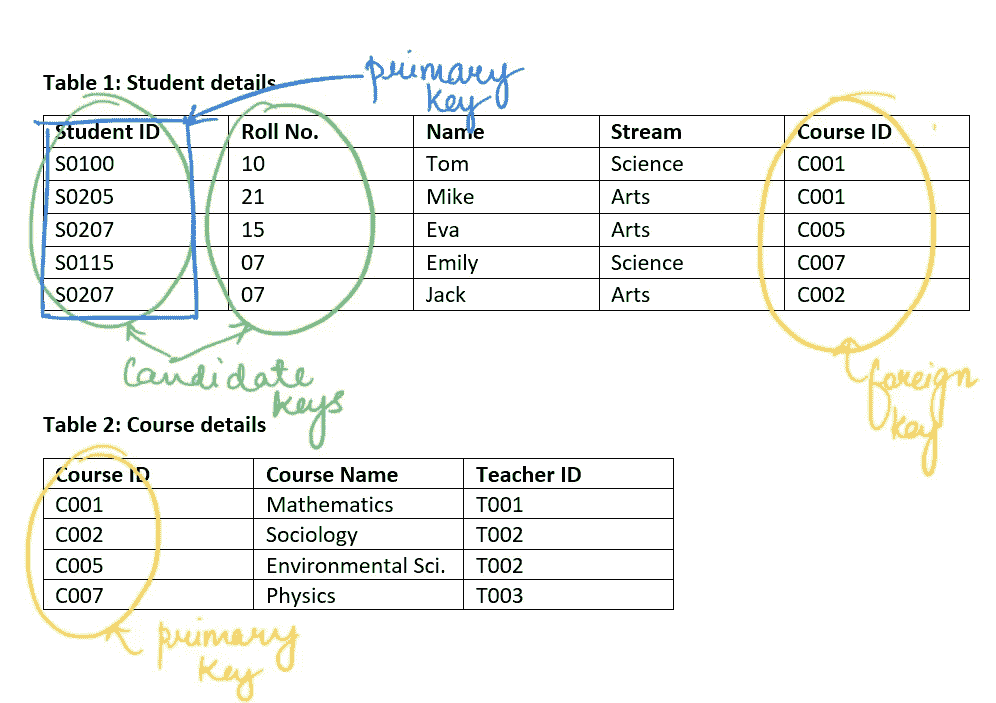 primary
key
Table 1: Student details
Student ID Roll No. Name Stream Course ID
S0100 10 Tom Science C001
S0205 21 Mike Arts C001
S0207 15 Eva Arts C005
S0115 07 Emily Science C007
S0207 07 Jack Arts C002
Candidate
keys
foreign
key
Table 2: Course details
Course ID Course Name Teacher ID
C001 Mathematics T001
C002 Sociology T002
C005 Environmental Sci. T002
C007 Physics T003
primary
key